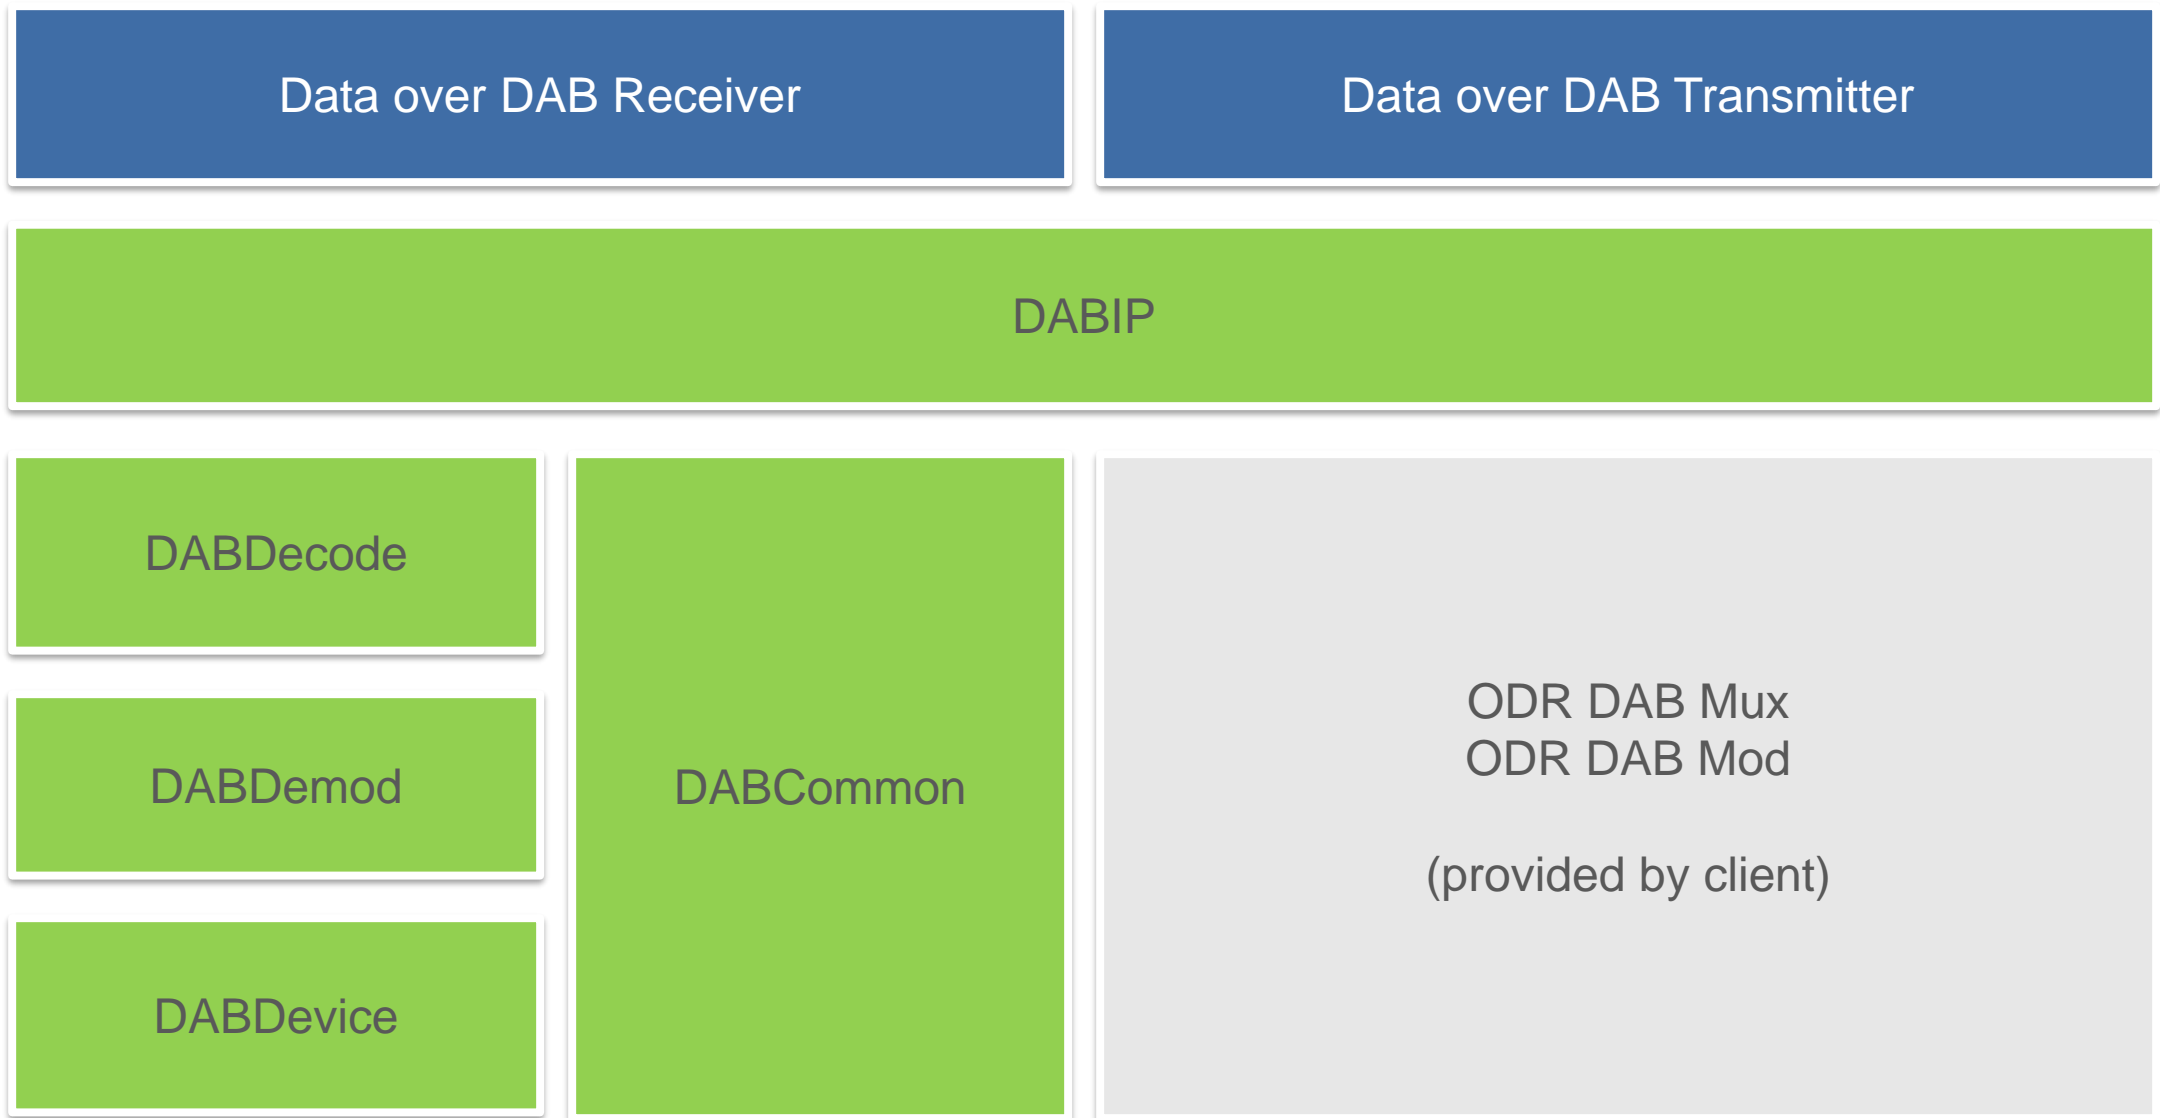 Data over DAB Receiver
Data over DAB Transmitter
DABIP
DABDecode
DABDemod
DABDevice
DABCommon
ODR DAB Mux
ODR DAB Mod
(provided by client)